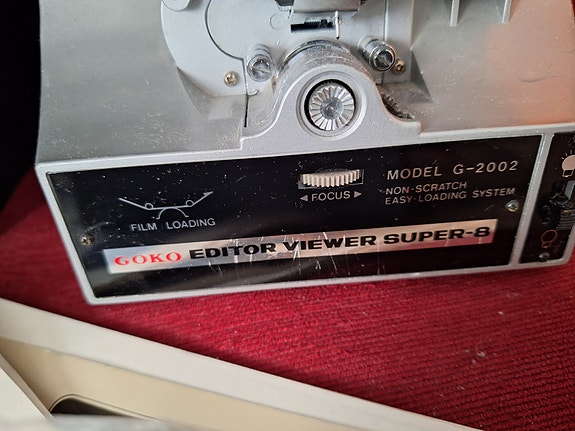 MODEL G-2002
NON-SCRATCH
EASY-LOADING SYSTEM
◄ FOCUS ►
FILM LOADING
GOKO EDITOR VIEWER SUPER-8